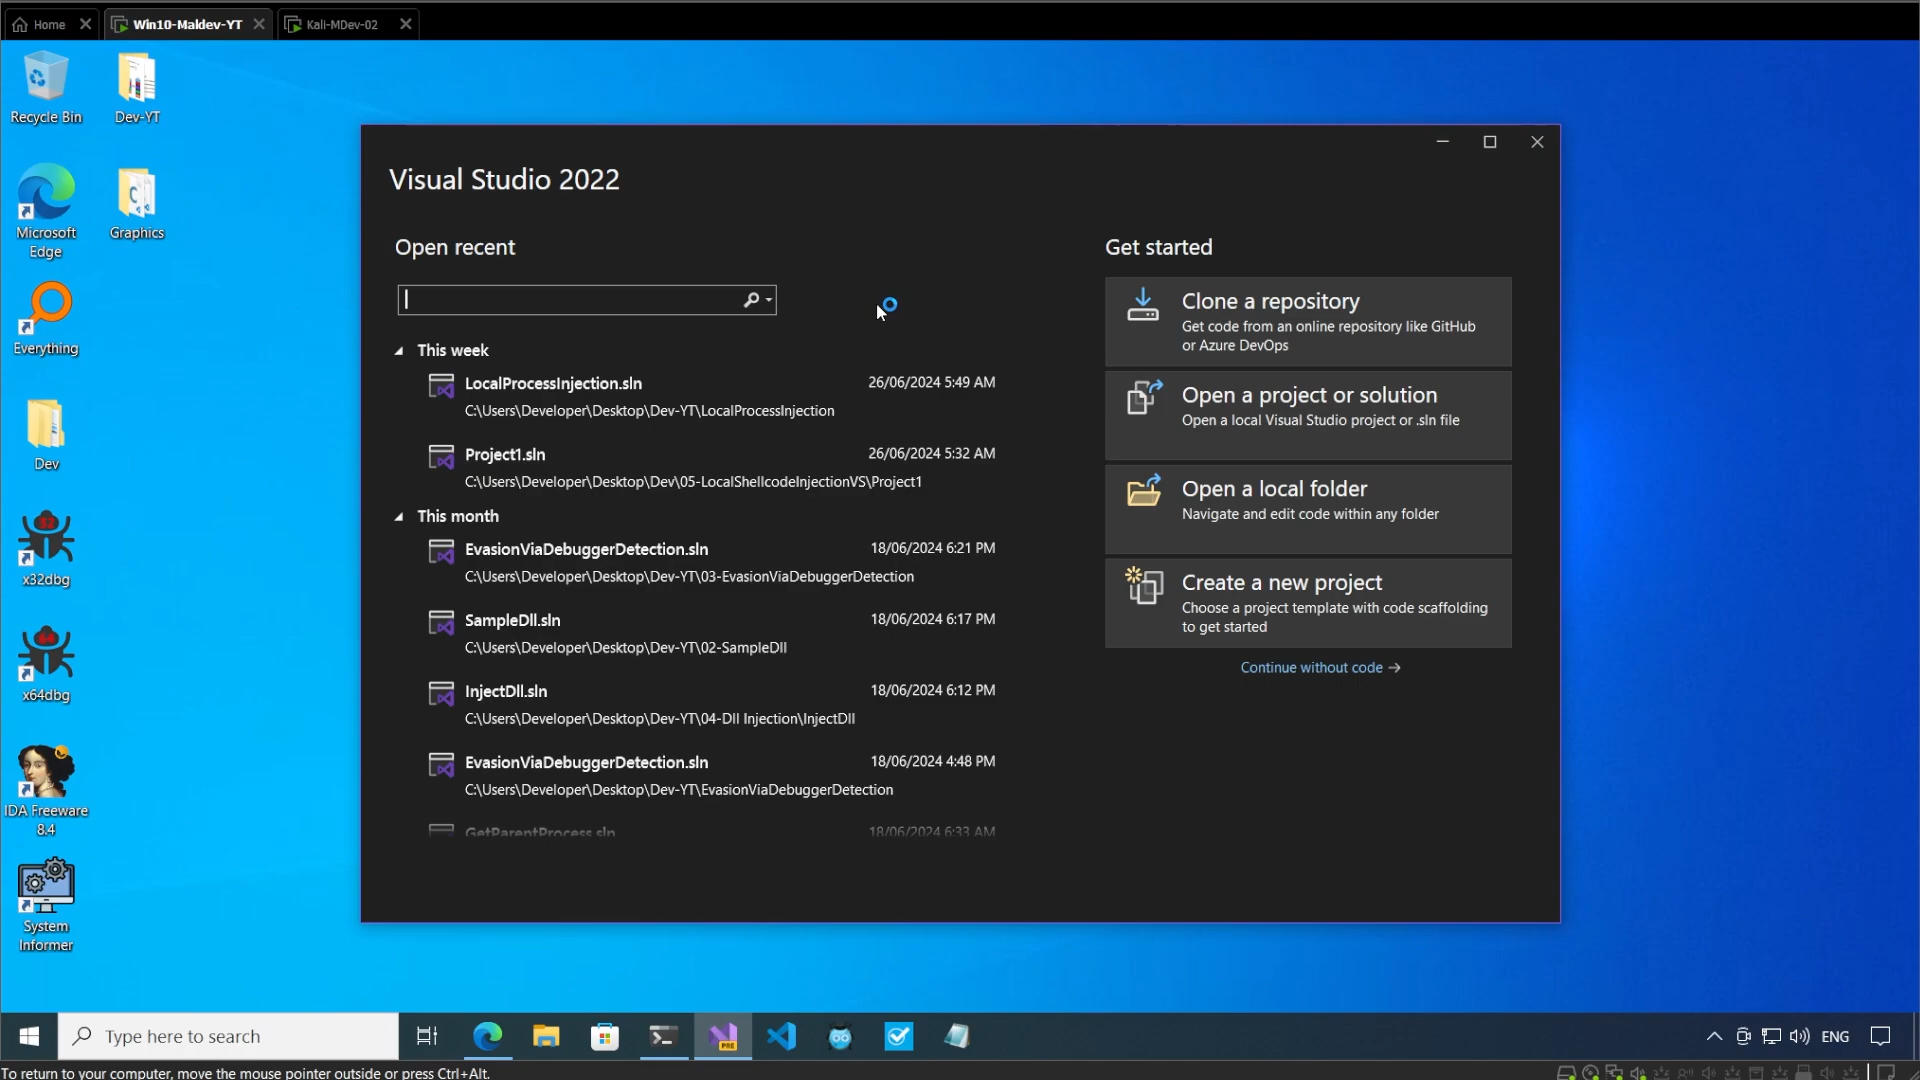 Home
Win10-Maldev-YT
Kali-MDev-02
Recycle Bin
Dev-YT
Microsoft
Edge
Graphics
Everything
Dev
x32dbg
x64dbg
IDA Freeware
8.4
System
Informer
Visual Studio 2022
Open recent
This week
LocalProcessInjection.sln
26/06/2024 5:49 AM
C:\Users\Developer\Desktop\Dev-YT\LocalProcessInjection
Project1.sln
26/06/2024 5:32 AM
C:\Users\Developer\Desktop\Dev\05-LocalShellcodeInjectionVS\Project1
This month
EvasionViaDebuggerDetection.sln
18/06/2024 6:21 PM
C:\Users\Developer\Desktop\Dev-YT\03-EvasionViaDebuggerDetection
SampleDll.sln
18/06/2024 6:17 PM
C:\Users\Developer\Desktop\Dev-YT\02-SampleDll
InjectDll.sln
18/06/2024 6:12 PM
C:\Users\Developer\Desktop\Dev-YT\04-Dll Injection\InjectDll
EvasionViaDebuggerDetection.sln
18/06/2024 4:48 PM
C:\Users\Developer\Desktop\Dev-YT\EvasionViaDebuggerDetection
GetParentProcess.sln
18/06/2024 6:33 AM
Get started
Clone a repository
Get code from an online repository like GitHub
or Azure DevOps
Open a project or solution
Open a local Visual Studio project or .sln file
Open a local folder
Navigate and edit code within any folder
Create a new project
Choose a project template with code scaffolding
to get started
Continue without code →
Type here to search
PRE
ENG
To return to your computer, move the mouse pointer outside or press Ctrl+Alt.